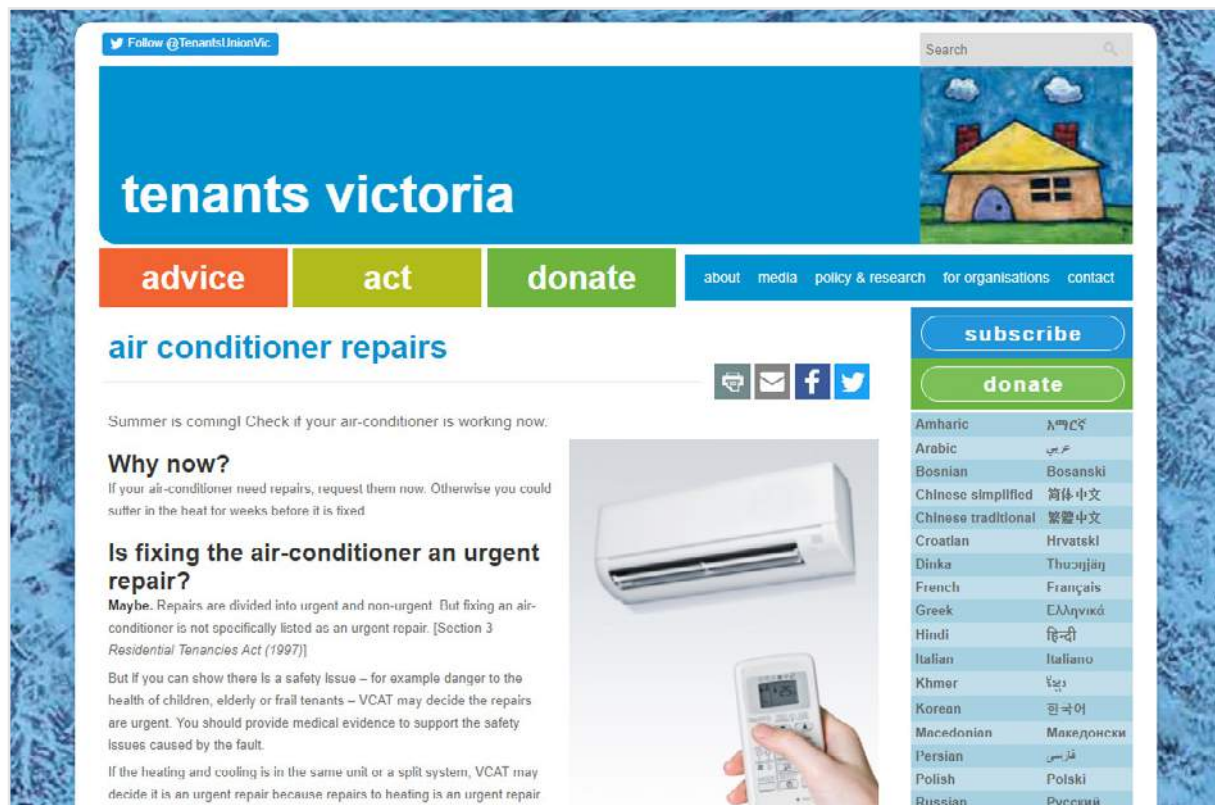 Follow @TenantsUnionVic
Search
tenants victoria
advice
act
donate
about media policy & research for organisations contact
air conditioner repairs
Summer is coming! Check if your air-conditioner is working now.
Why now?
If your air-conditioner need repairs, request them now. Otherwise you could
suffer in the heat for weeks before it is fixed
Is fixing the air-conditioner an urgent
repair?
Maybe. Repairs are divided into urgent and non-urgent. But fixing an air-
conditioner is not specifically listed as an urgent repair. [Section 3
Residential Tenancies Act (1997)]
But if you can show there is a safety issue – for example danger to the
health of children, elderly or frail tenants – VCAT may decide the repairs
are urgent. You should provide medical evidence to support the safety
issues caused by the fault.
If the heating and cooling is in the same unit or a split system, VCAT may
decide it is an urgent repair because repairs to heating is an urgent repair
subscribe
donate
Amharic አማርኛ
Arabic عربي
Bosnian Bosanski
Chinese simplified 简体中文
Chinese traditional 繁體中文
Croatian Hrvatski
Dinka Thuɔŋjäŋ
French Français
Greek Ελληνικά
Hindi हिन्दी
Italian Italiano
Khmer
Korean 한국어
Macedonian Македонски
Persian فارسی
Polish Polski
Russian Русский